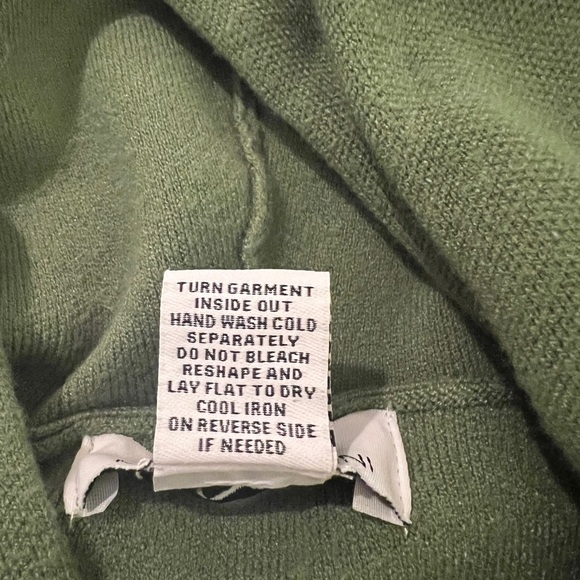 TURN GARMENT
INSIDE OUT
HAND WASH COLD
SEPARATELY
DO NOT BLEACH
RESHAPE AND
LAY FLAT TO DRY
COOL IRON
ON REVERSE SIDE
IF NEEDED